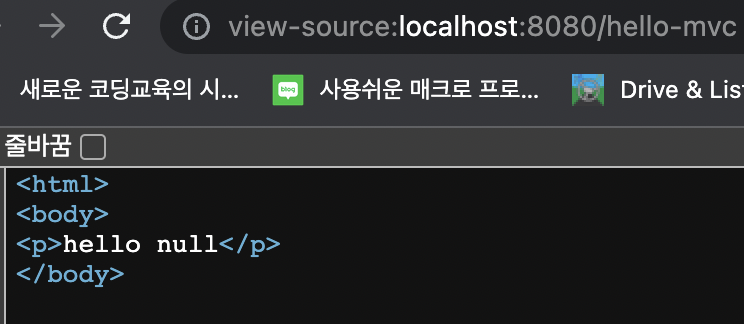 view-source:localhost:8080/hello-mvc
새로운 코딩교육의 시... blog 사용쉬운 매크로 프로... Drive & List
줄바꿈
<html>
<body>
<p>hello null</p>
</body>